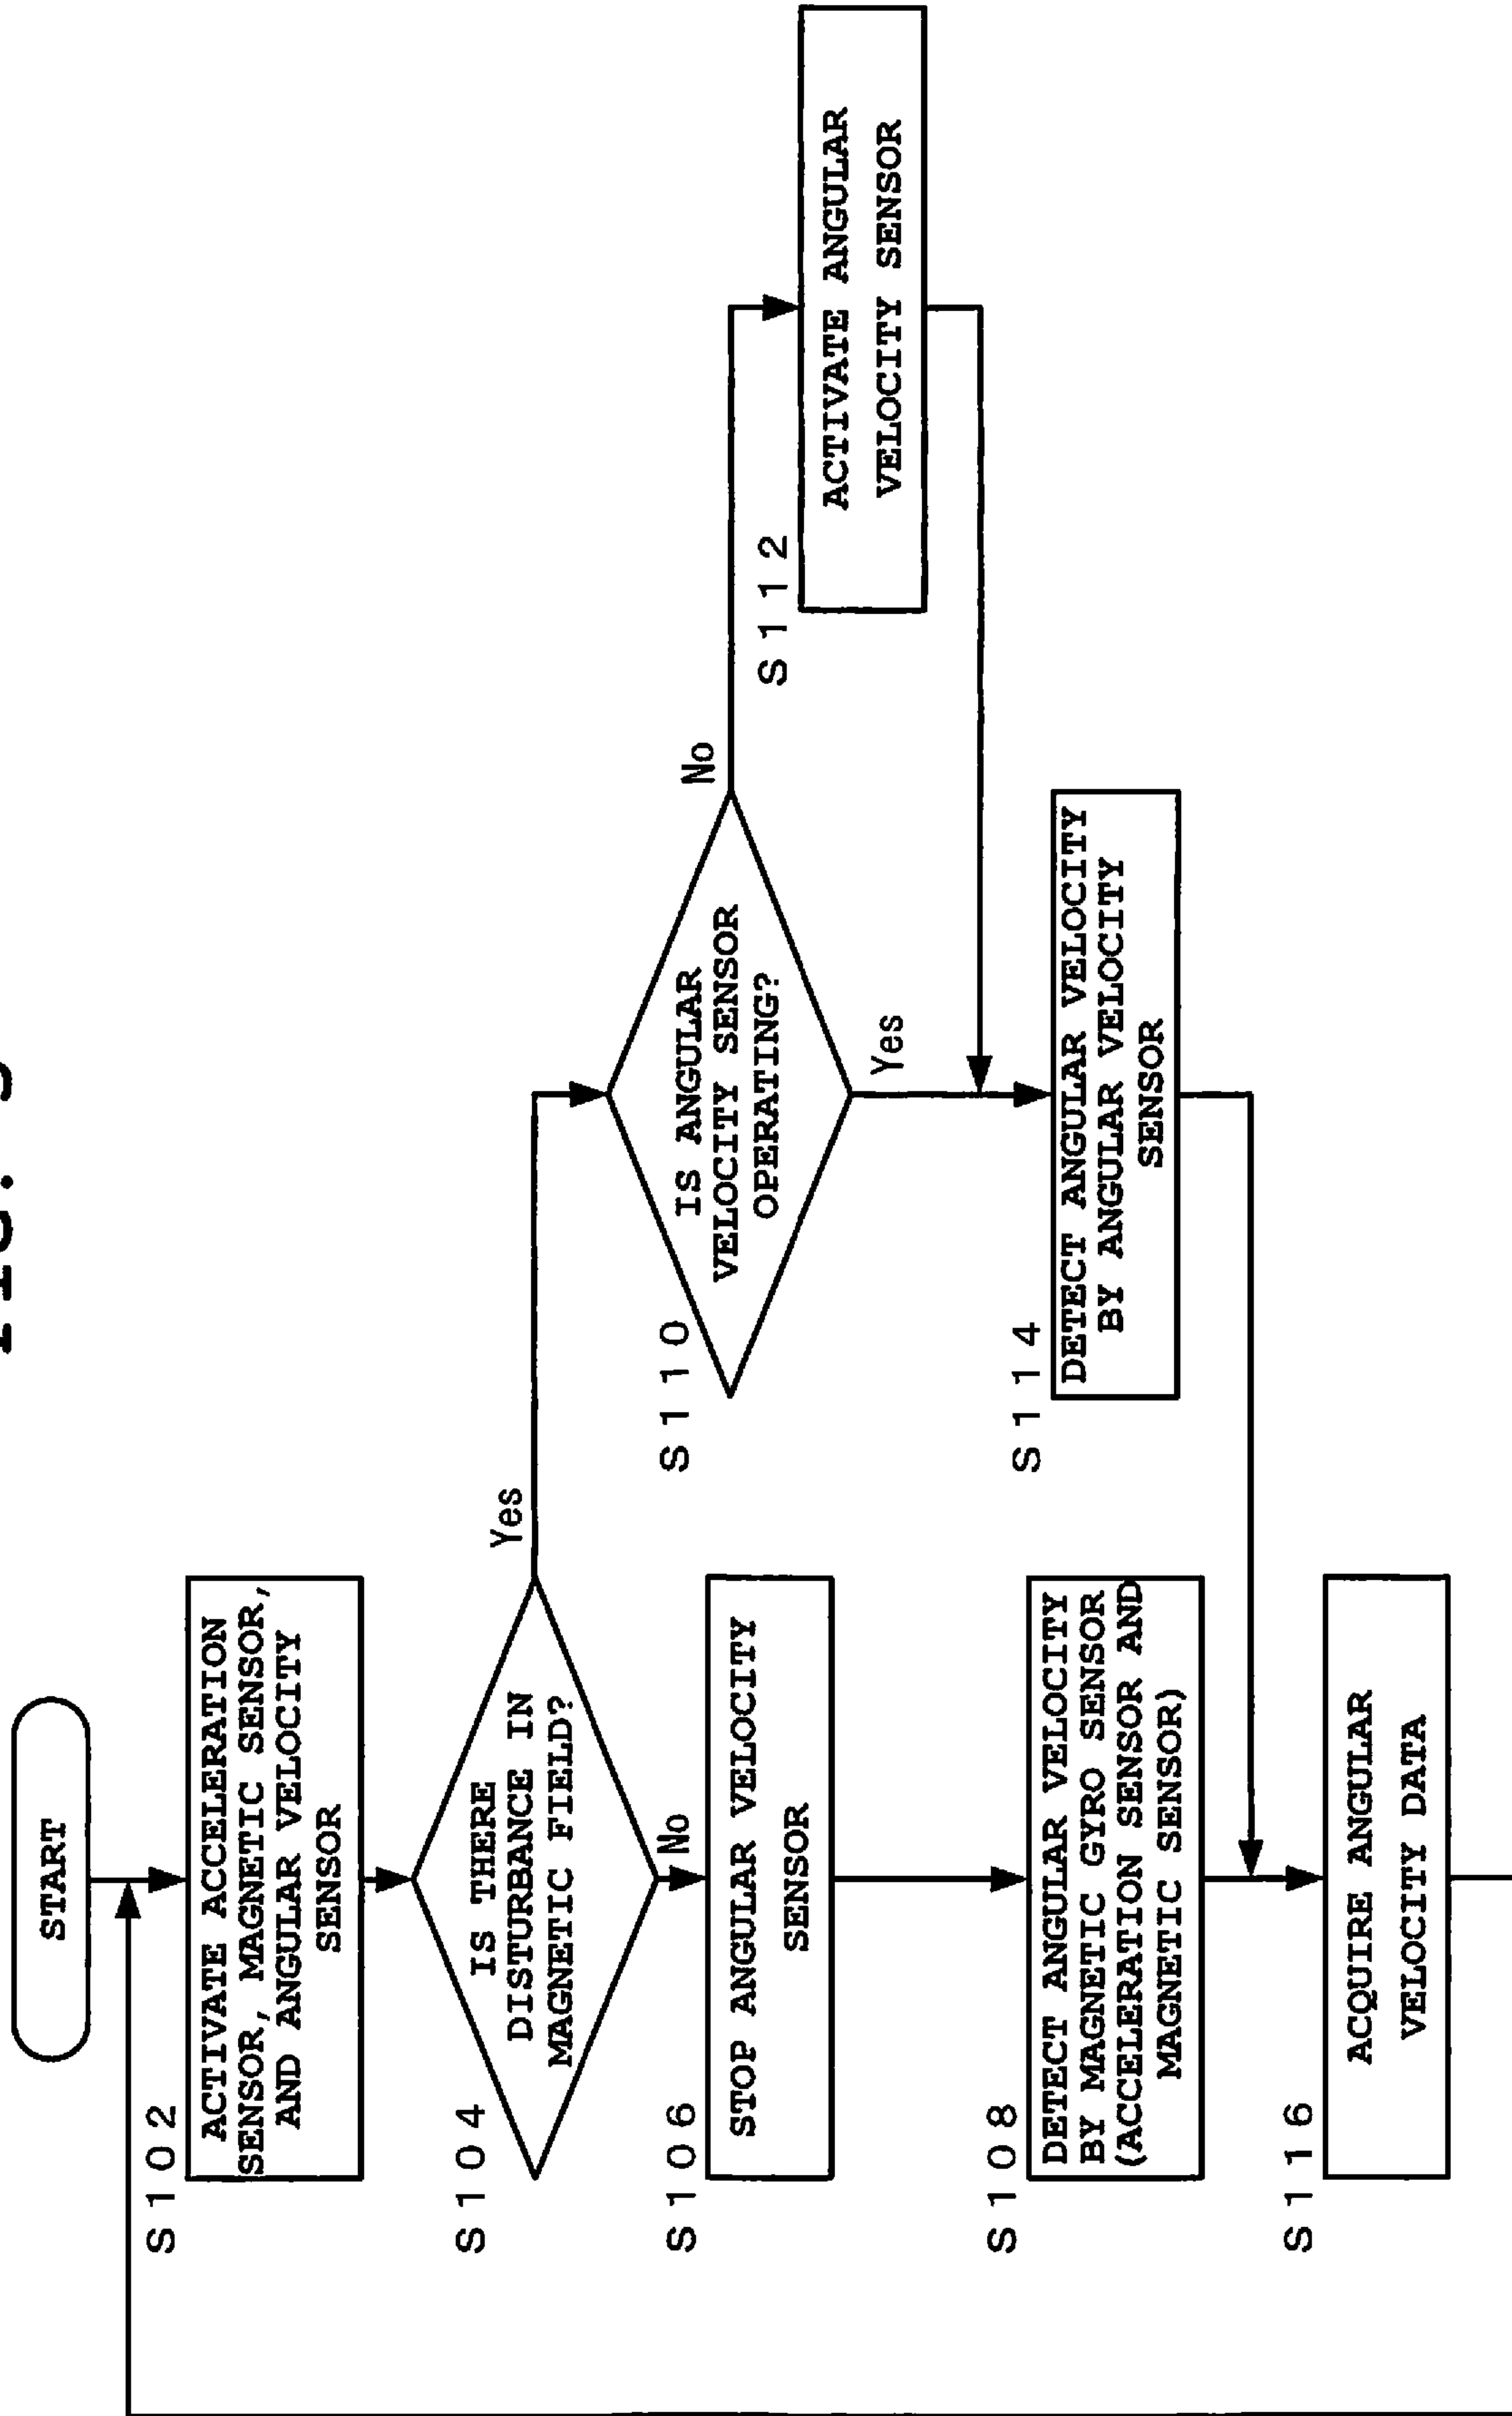 START
S102
ACTIVATE ACCELERATION
SENSOR, MAGNETIC SENSOR,
AND ANGULAR VELOCITY
SENSOR
S104
IS THERE
DISTURBANCE IN
MAGNETIC FIELD?
Yes
No
S106
STOP ANGULAR VELOCITY
SENSOR
S108
DETECT ANGULAR VELOCITY
BY MAGNETIC GYRO SENSOR
(ACCELERATION SENSOR AND
MAGNETIC SENSOR)
S110
IS ANGULAR
VELOCITY SENSOR
OPERATING?
No
Yes
S112
ACTIVATE ANGULAR
VELOCITY SENSOR
S114
DETECT ANGULAR VELOCITY
BY ANGULAR VELOCITY
SENSOR
S116
ACQUIRE ANGULAR
VELOCITY DATA